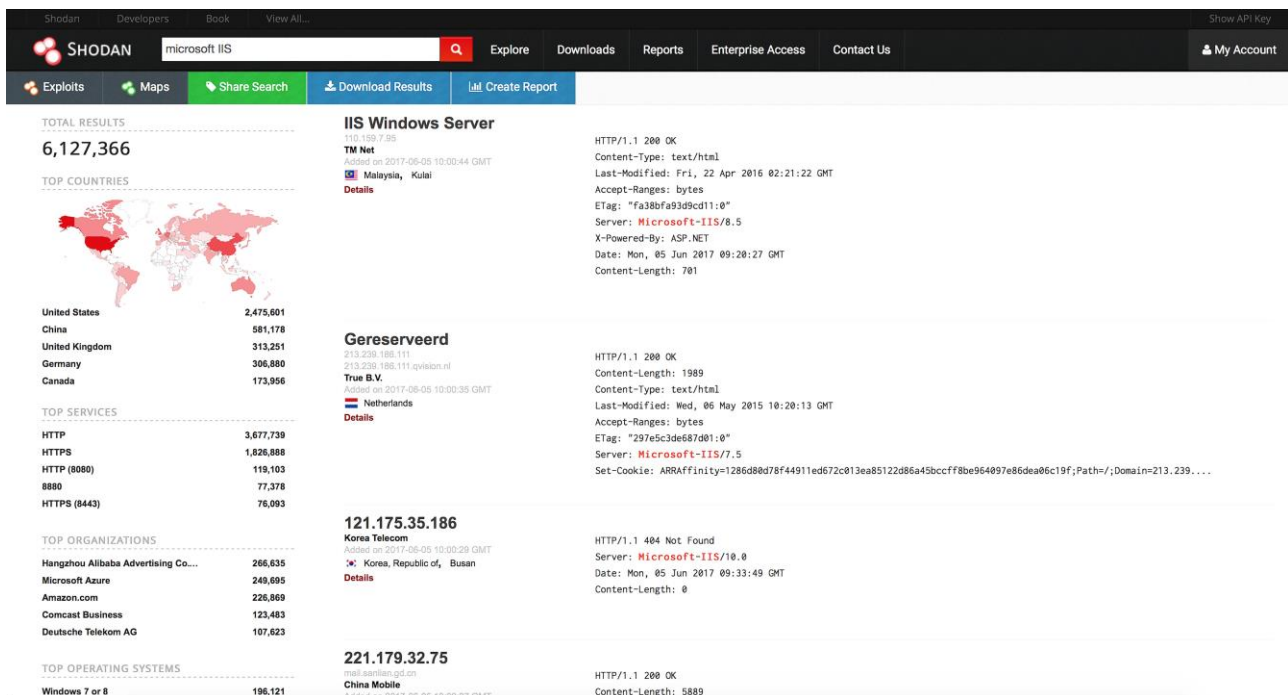 Shodan Developers Book View All... Show API Key
SHODAN microsoft IIS Explore Downloads Reports Enterprise Access Contact Us My Account
Exploits Maps Share Search Download Results Create Report
TOTAL RESULTS
6,127,366
TOP COUNTRIES
United States 2,475,601
China 581,178
United Kingdom 313,251
Germany 306,880
Canada 173,956
TOP SERVICES
HTTP 3,677,739
HTTPS 1,826,888
HTTP (8080) 119,103
8880 77,378
HTTPS (8443) 76,093
TOP ORGANIZATIONS
Hangzhou Alibaba Advertising Co.... 266,635
Microsoft Azure 249,695
Amazon.com 226,869
Comcast Business 123,483
Deutsche Telekom AG 107,623
TOP OPERATING SYSTEMS
Windows 7 or 8 196,121
IIS Windows Server
110.159.7.95
TM Net
Added on 2017-06-05 10:00:44 GMT
Malaysia, Kulai
Details
HTTP/1.1 200 OK
Content-Type: text/html
Last-Modified: Fri, 22 Apr 2016 02:21:22 GMT
Accept-Ranges: bytes
ETag: "fa38bfa93d9cd11:0"
Server: Microsoft-IIS/8.5
X-Powered-By: ASP.NET
Date: Mon, 05 Jun 2017 09:20:27 GMT
Content-Length: 701
Gereserveerd
213.239.186.111
213.239.186.111.qvision.nl
True B.V.
Added on 2017-06-05 10:00:35 GMT
Netherlands
Details
HTTP/1.1 200 OK
Content-Length: 1989
Content-Type: text/html
Last-Modified: Wed, 06 May 2015 10:20:13 GMT
Accept-Ranges: bytes
ETag: "297e5c3de687d01:0"
Server: Microsoft-IIS/7.5
Set-Cookie: ARRAffinity=1286d80d78f44911ed672c013ea85122d86a45bccff8be964097e86dea06c19f;Path=/;Domain=213.239....
121.175.35.186
Korea Telecom
Added on 2017-06-05 10:00:29 GMT
Korea, Republic of, Busan
Details
HTTP/1.1 404 Not Found
Server: Microsoft-IIS/10.0
Date: Mon, 05 Jun 2017 09:33:49 GMT
Content-Length: 0
221.179.32.75
mail.sanlian.gd.cn
China Mobile
HTTP/1.1 200 OK
Content-Length: 5889